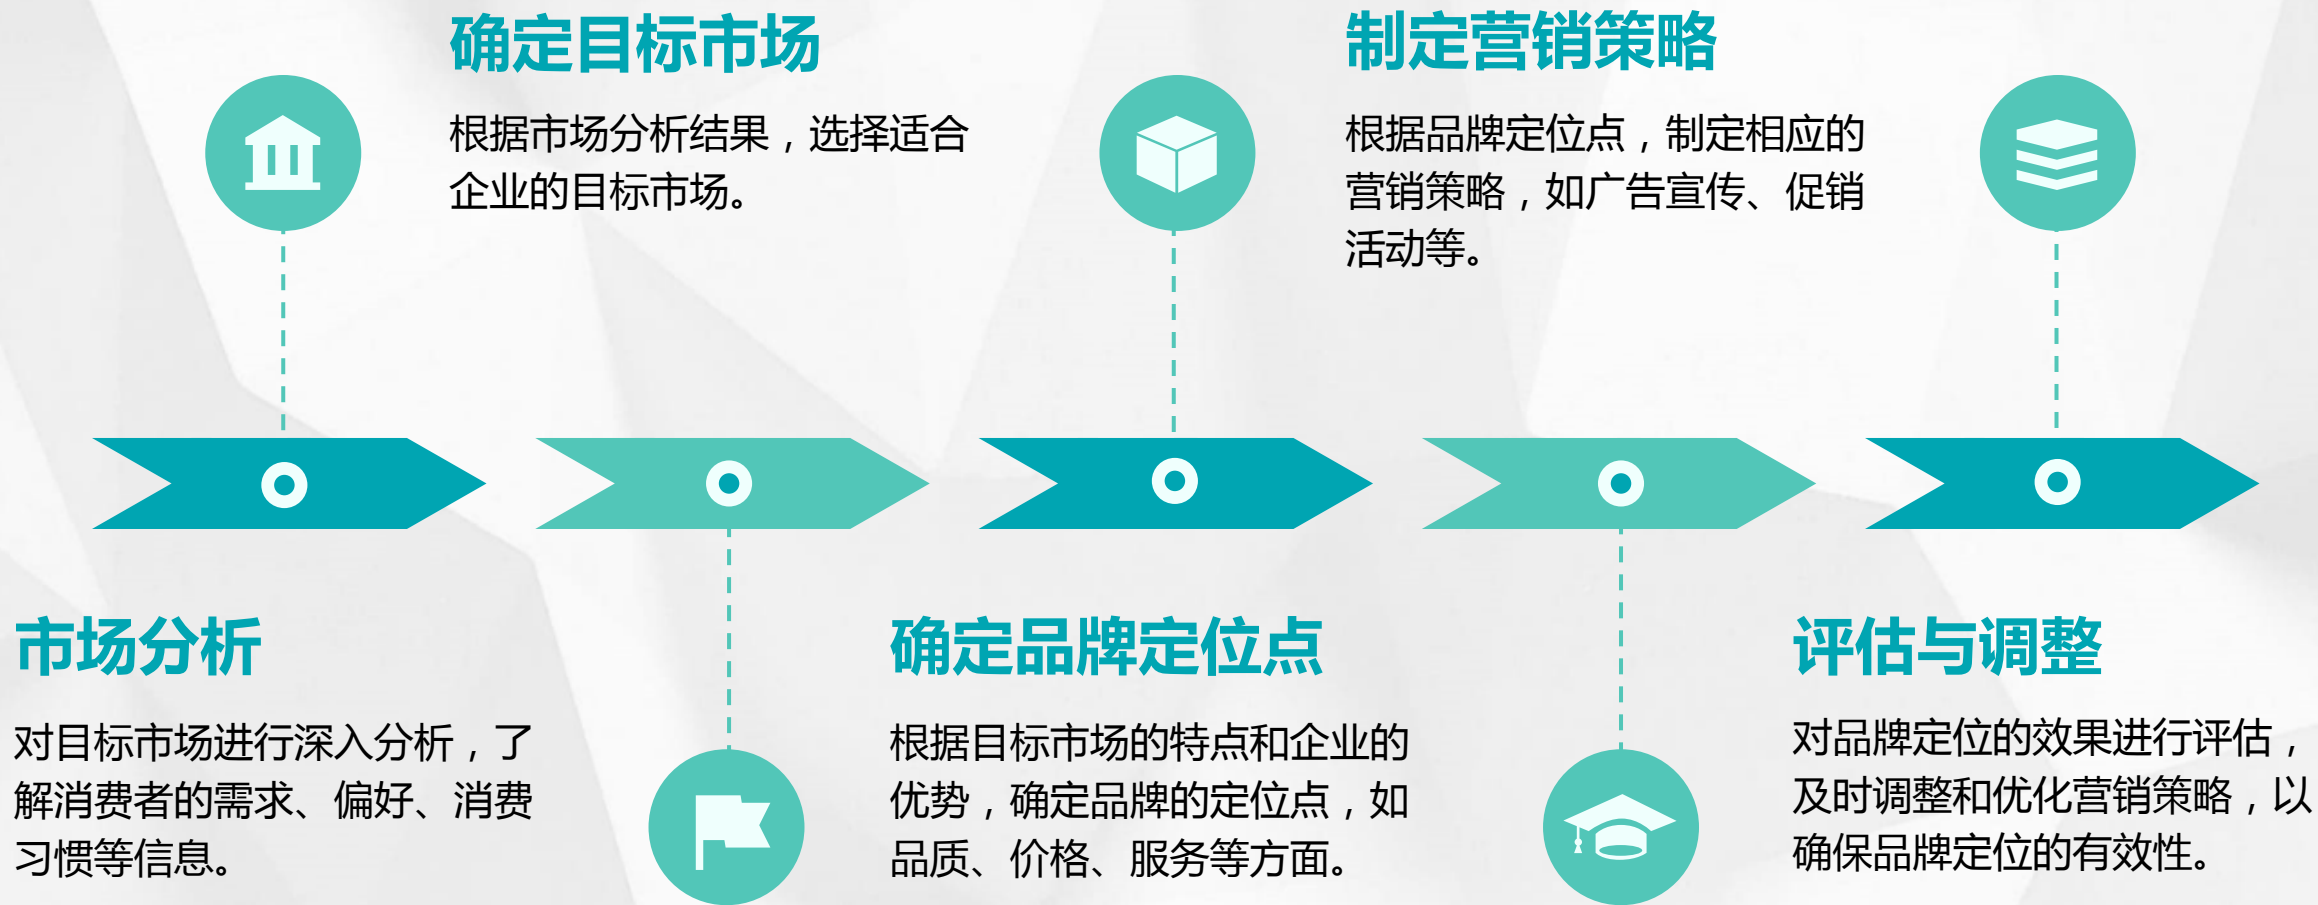 市场分析
对目标市场进行深入分析，了
解消费者的需求、偏好、消费
习惯等信息。
确定目标市场
根据市场分析结果，选择适合
企业的目标市场。
确定品牌定位点
根据目标市场的特点和企业的
优势，确定品牌的定位点，如
品质、价格、服务等方面。
制定营销策略
根据品牌定位点，制定相应的
营销策略，如广告宣传、促销
活动等。
评估与调整
对品牌定位的效果进行评估，
及时调整和优化营销策略，以
确保品牌定位的有效性。